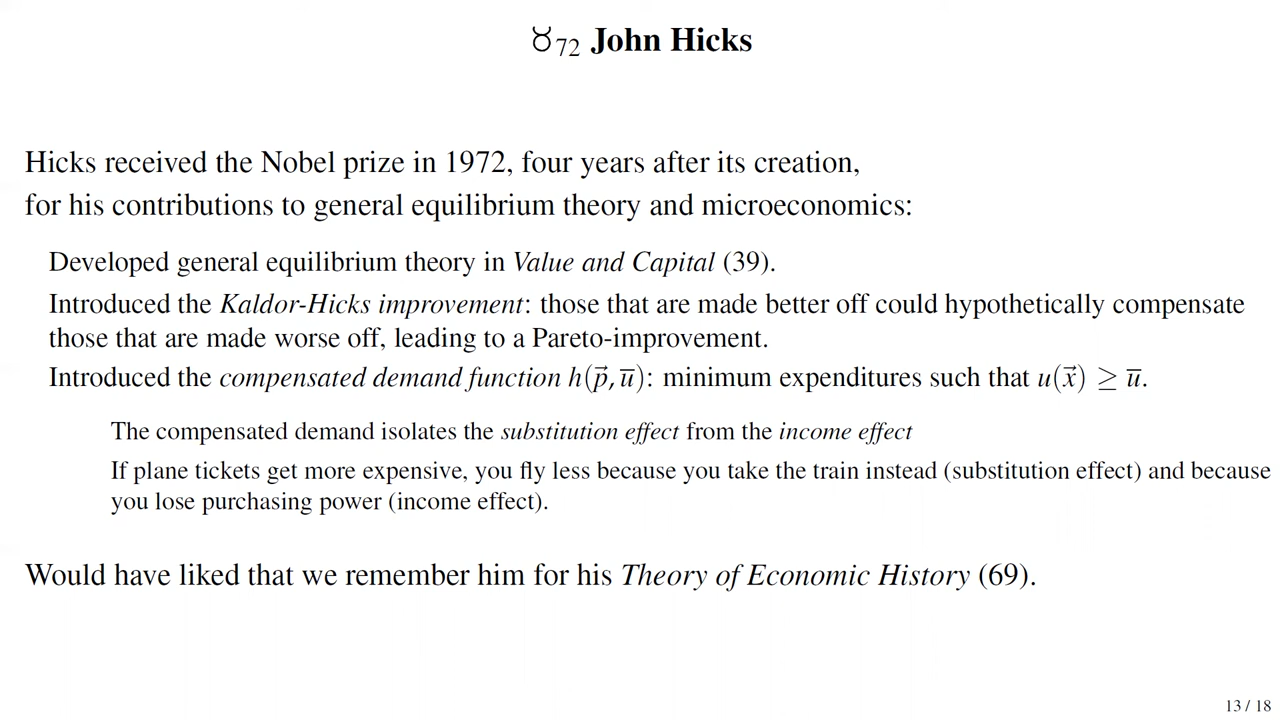 ♉72 John Hicks
Hicks received the Nobel prize in 1972, four years after its creation,
for his contributions to general equilibrium theory and microeconomics:
Developed general equilibrium theory in Value and Capital (39).
Introduced the Kaldor-Hicks improvement: those that are made better off could hypothetically compensate
those that are made worse off, leading to a Pareto-improvement.
Introduced the compensated demand function h(p⃗, u̅): minimum expenditures such that u(x⃗) ≥ u̅.
The compensated demand isolates the substitution effect from the income effect
If plane tickets get more expensive, you fly less because you take the train instead (substitution effect) and because
you lose purchasing power (income effect).
Would have liked that we remember him for his Theory of Economic History (69).
13 / 18